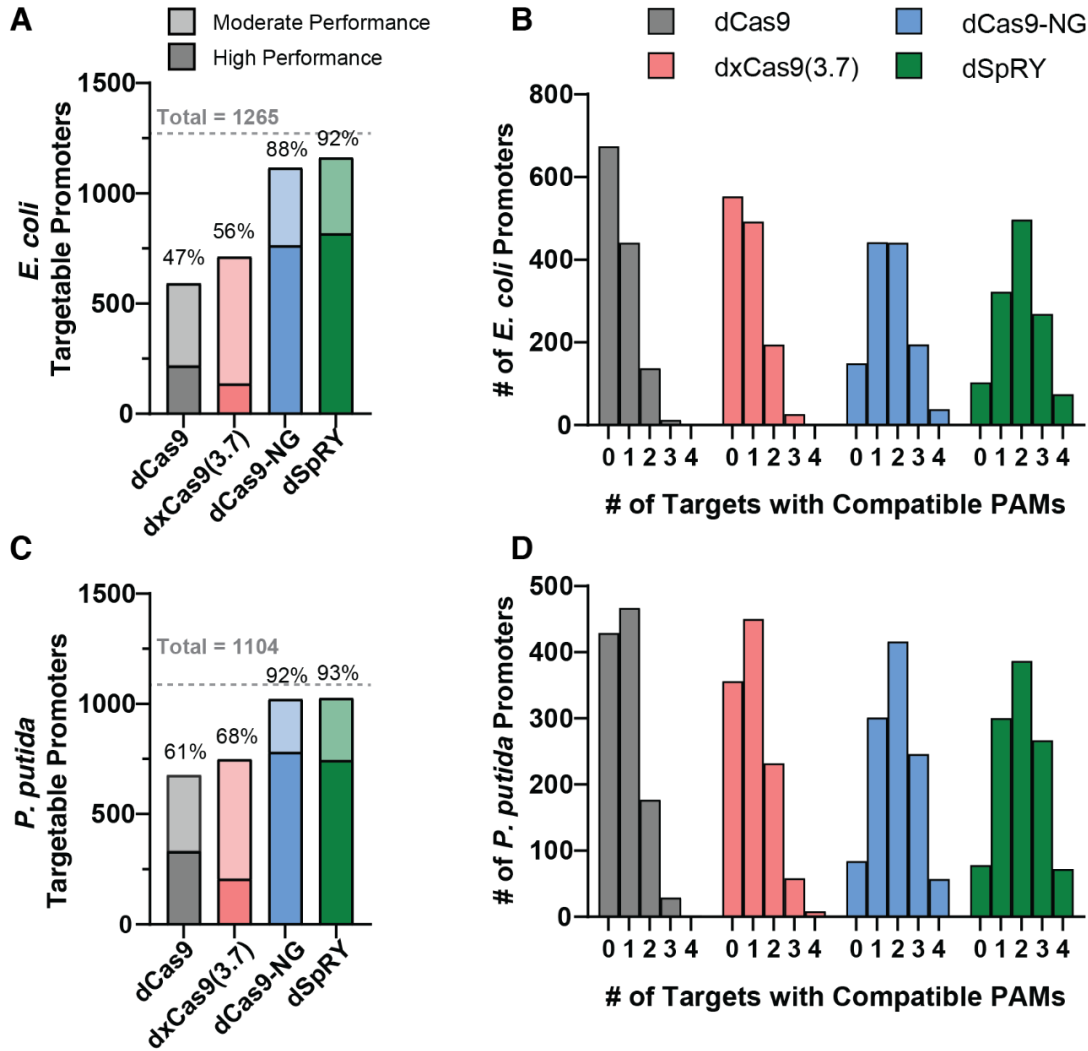 A
Moderate Performance
High Performance
E. coli
Targetable Promoters
1500
1000
500
0
Total = 1265
47%
56%
88%
92%
dCas9
dxCas9(3.7)
dCas9-NG
dSpRY
B
dCas9
dCas9-NG
dxCas9(3.7)
dSpRY
# of E. coli Promoters
800
600
400
200
0
0 1 2 3 4 0 1 2 3 4 0 1 2 3 4 0 1 2 3 4
# of Targets with Compatible PAMs
C
P. putida
Targetable Promoters
1500
1000
500
0
Total = 1104
61%
68%
92%
93%
dCas9
dxCas9(3.7)
dCas9-NG
dSpRY
D
# of P. putida Promoters
500
400
300
200
100
0
0 1 2 3 4 0 1 2 3 4 0 1 2 3 4 0 1 2 3 4
# of Targets with Compatible PAMs